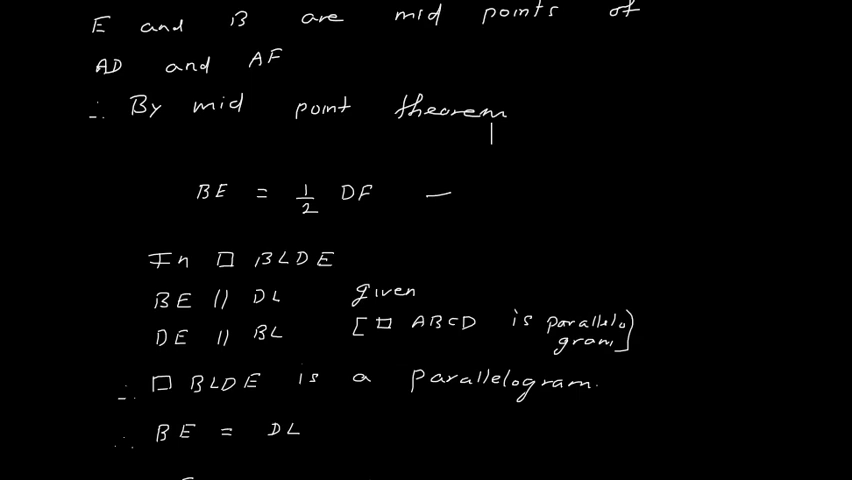 E and B are mid points of
AD and AF
∴ By mid point theorem
BE = 1/2 DF —
In □ BLDE
BE // DL given
DE // BL [□ ABCD is parallelogram]
∴ □ BLDE is a parallelogram.
∴ BE = DL